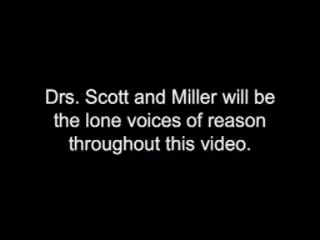 Drs. Scott and Miller will be
the lone voices of reason
throughout this video.